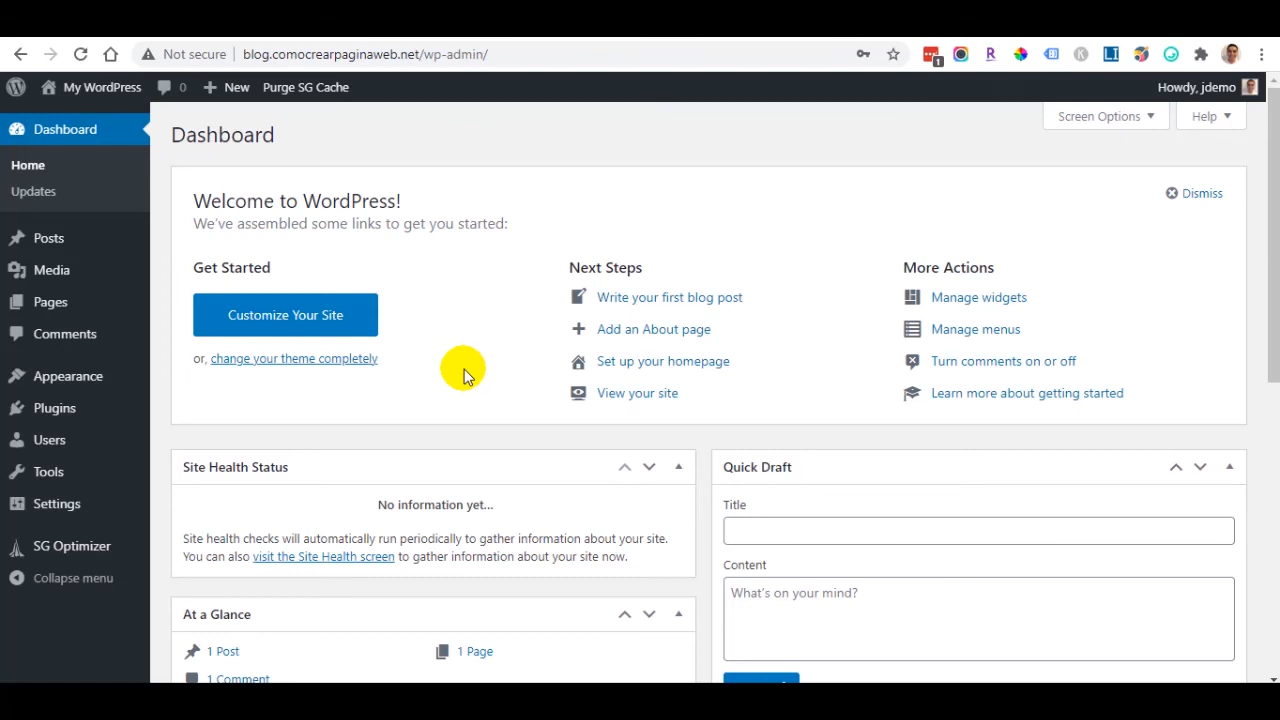 Not secure
blog.comocrearpaginaweb.net/wp-admin/
1
My WordPress
0
New
Purge SG Cache
Howdy, jdemo
Dashboard
Home
Updates
Posts
Media
Pages
Comments
Appearance
Plugins
Users
Tools
Settings
SG Optimizer
Collapse menu
Dashboard
Screen Options
Help
Welcome to WordPress!
We've assembled some links to get you started:
Dismiss
Get Started
Customize Your Site
or, change your theme completely
Next Steps
Write your first blog post
Add an About page
Set up your homepage
View your site
More Actions
Manage widgets
Manage menus
Turn comments on or off
Learn more about getting started
Site Health Status
No information yet...
Site health checks will automatically run periodically to gather information about your site.
You can also visit the Site Health screen to gather information about your site now.
At a Glance
1 Post
1 Page
1 Comment
Quick Draft
Title
Content
What's on your mind?